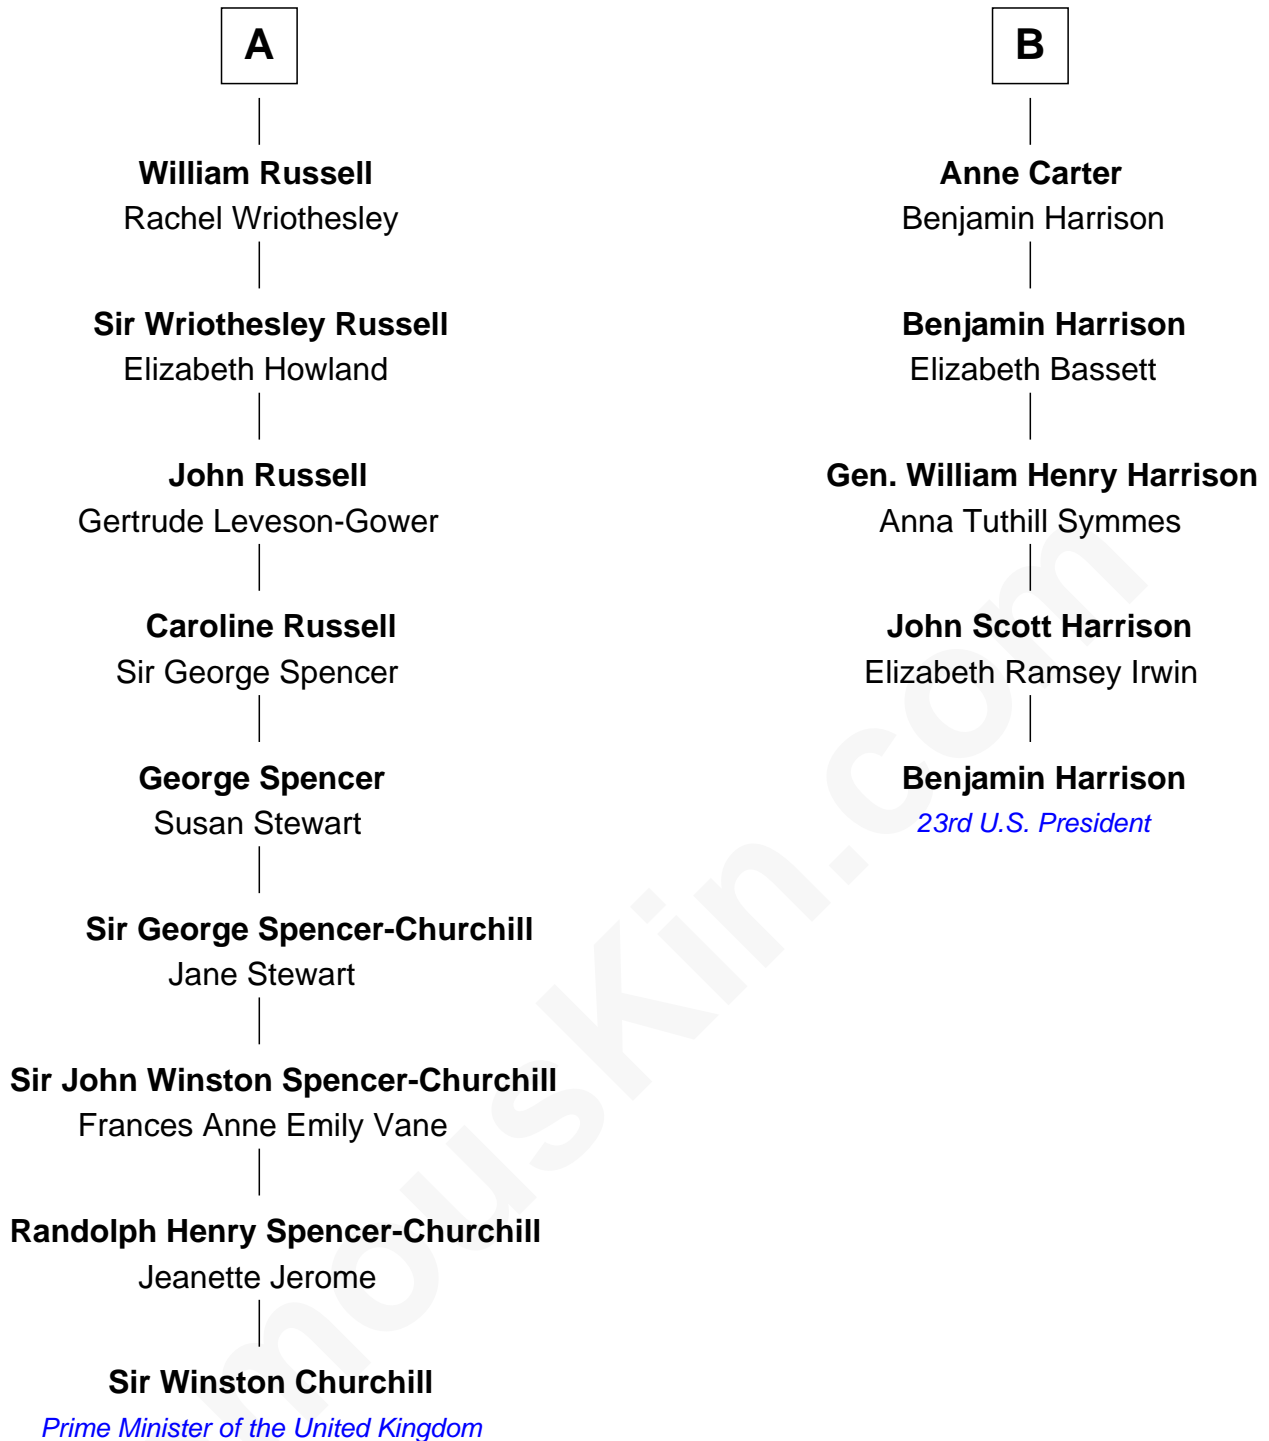 A
William Russell
Rachel Wriothesley
Sir Wriothesley Russell
Elizabeth Howland
John Russell
Gertrude Leveson-Gower
Caroline Russell
Sir George Spencer
George Spencer
Susan Stewart
Sir George Spencer-Churchill
Jane Stewart
Sir John Winston Spencer-Churchill
Frances Anne Emily Vane
Randolph Henry Spencer-Churchill
Jeanette Jerome
Sir Winston Churchill
Prime Minister of the United Kingdom
B
Anne Carter
Benjamin Harrison
Benjamin Harrison
Elizabeth Bassett
Gen. William Henry Harrison
Anna Tuthill Symmes
John Scott Harrison
Elizabeth Ramsey Irwin
Benjamin Harrison
23rd U.S. President
mousKin.com